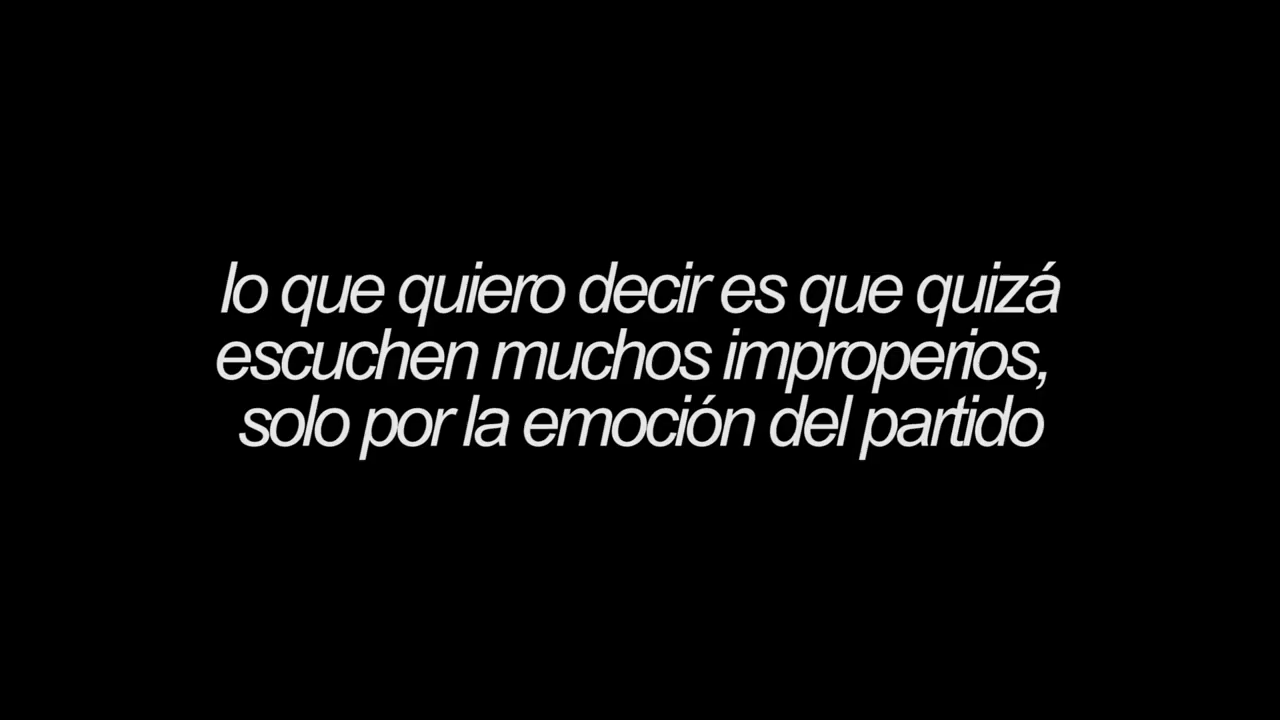 lo que quiero decir es que quizá
escuchen muchos improperios,
solo por la emoción del partido